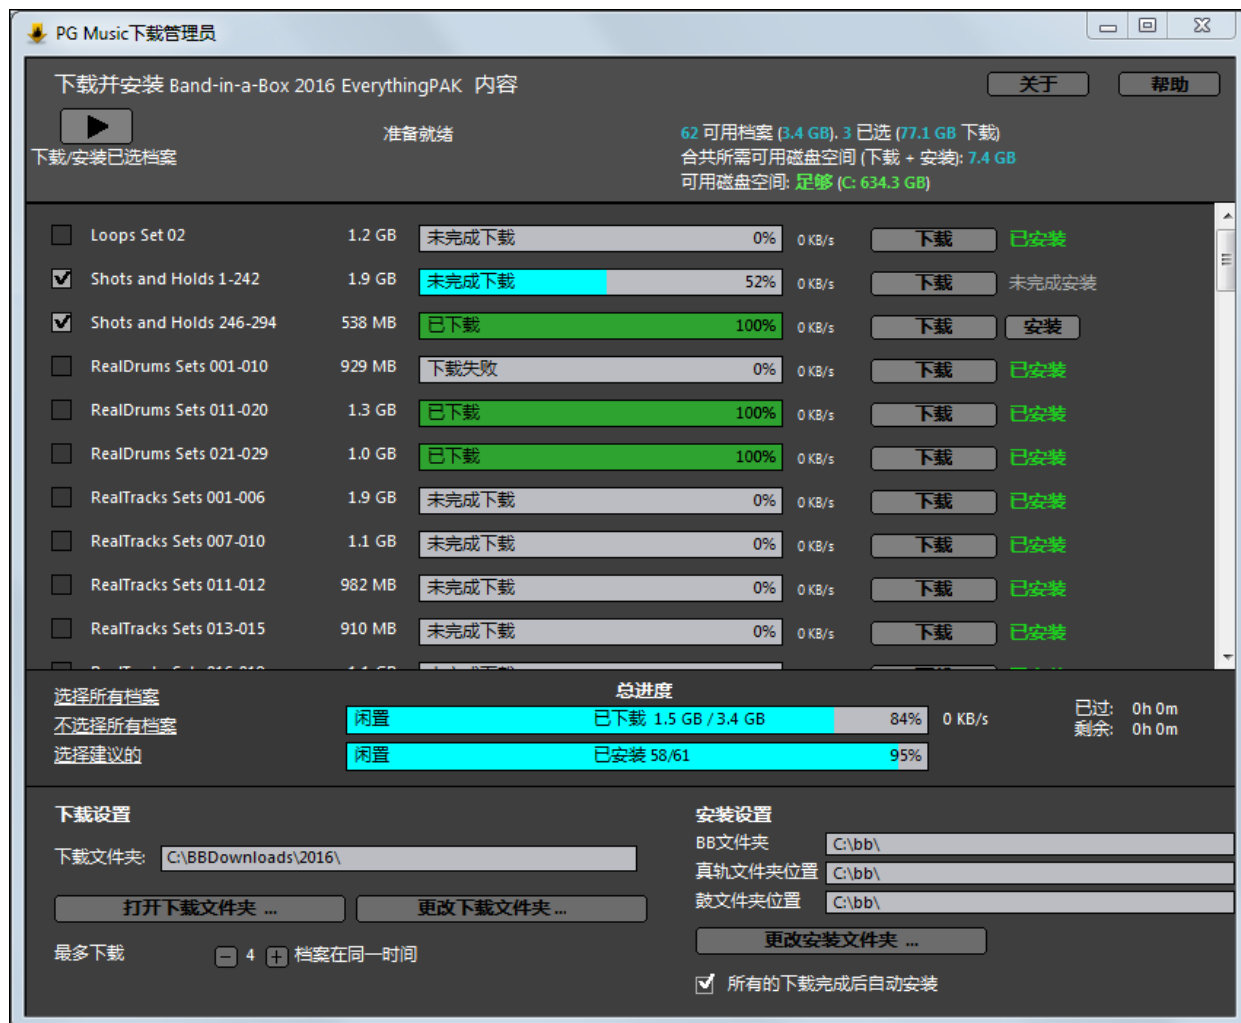 PG Music下载管理员
下载并安装 Band-in-a-Box 2016 EverythingPAK 内容 关于 帮助
下载/安装已选档案
准备就绪
62 可用档案 (3.4 GB). 3 已选 (77.1 GB 下载)
合共所需可用磁盘空间 (下载 + 安装): 7.4 GB
可用磁盘空间: 足够 (C: 634.3 GB)
Loops Set 02 1.2 GB 未完成下载 0% 0 KB/s 下载 已安装
Shots and Holds 1-242 1.9 GB 未完成下载 52% 0 KB/s 下载 未完成安装
Shots and Holds 246-294 538 MB 已下载 100% 0 KB/s 下载 安装
RealDrums Sets 001-010 929 MB 下载失败 0% 0 KB/s 下载 已安装
RealDrums Sets 011-020 1.3 GB 已下载 100% 0 KB/s 下载 已安装
RealDrums Sets 021-029 1.0 GB 已下载 100% 0 KB/s 下载 已安装
RealTracks Sets 001-006 1.9 GB 未完成下载 0% 0 KB/s 下载 已安装
RealTracks Sets 007-010 1.1 GB 未完成下载 0% 0 KB/s 下载 已安装
RealTracks Sets 011-012 982 MB 未完成下载 0% 0 KB/s 下载 已安装
RealTracks Sets 013-015 910 MB 未完成下载 0% 0 KB/s 下载 已安装
选择所有档案
不选择所有档案
选择建议的
总进度
闲置 已下载 1.5 GB / 3.4 GB 84% 0 KB/s
闲置 已安装 58/61 95%
已过: 0h 0m
剩余: 0h 0m
下载设置
下载文件夹: C:\BBDownloads\2016\
打开下载文件夹 ... 更改下载文件夹 ...
最多下载 4 档案在同一时间
安装设置
BB文件夹 C:\bb\
真轨文件夹位置 C:\bb\
鼓文件夹位置 C:\bb\
更改安装文件夹 ...
所有的下载完成后自动安装